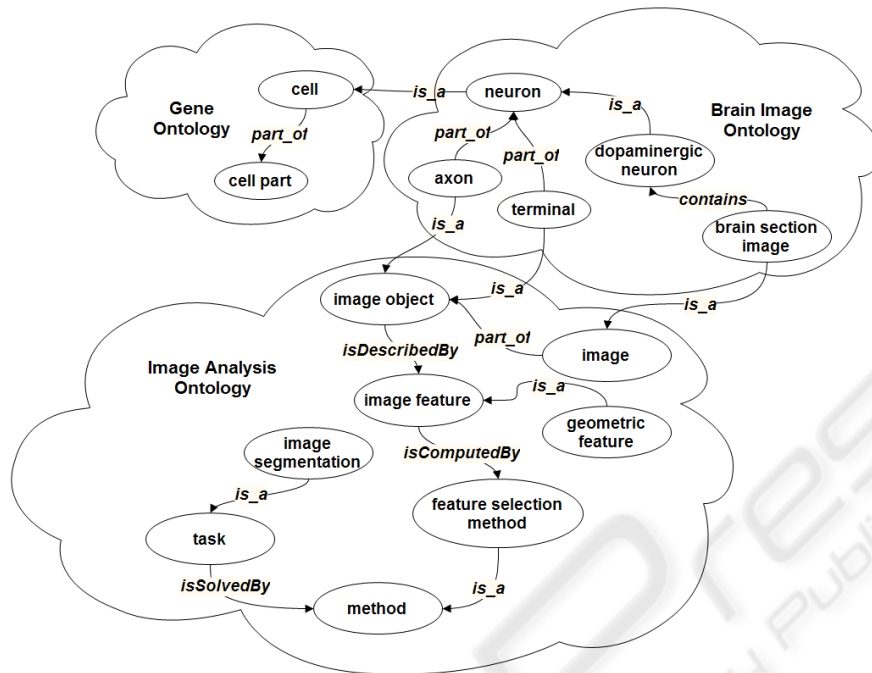 cell
is_a
neuron
is_a
Gene
Ontology
Brain Image
Ontology
part_of
part_of
part_of
dopaminergic
neuron
cell part
axon
contains
terminal
is_a
brain section
image
image object
is_a
is_a
isDescribedBy
part_of
image
Image Analysis
Ontology
image feature
is_a
geometric
feature
image
segmentation
isComputedBy
is_a
feature selection
method
task
isSolvedBy
is_a
method